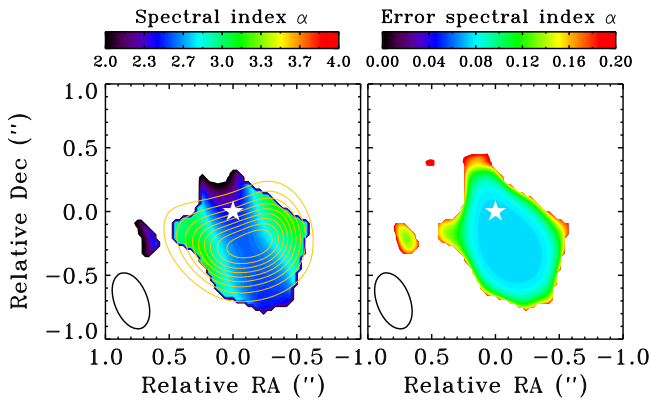 Spectral index α
2.0 2.3 2.7 3.0 3.3 3.7 4.0
Error spectral index α
0.00 0.04 0.08 0.12 0.16 0.20
Relative Dec (″)
1.0
0.5
0.0
−0.5
−1.0
1.0 0.5 0.0 −0.5 −1.0
1.0 0.5 0.0 −0.5 −1.0
Relative RA (″)
Relative RA (″)